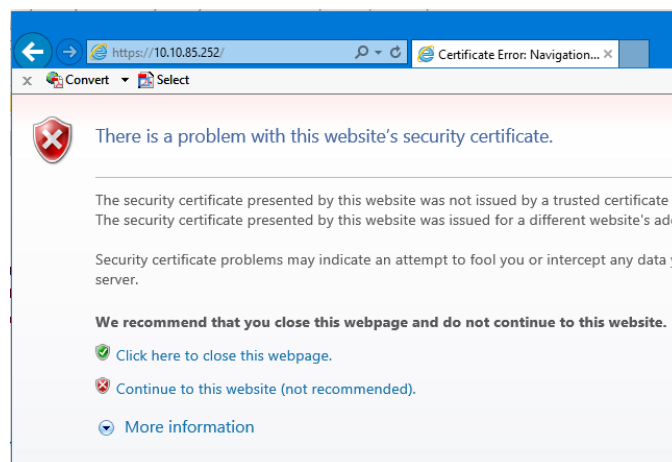 https://10.10.85.252/
Certificate Error: Navigation...
x Convert Select
There is a problem with this website's security certificate.
The security certificate presented by this website was not issued by a trusted certificate
The security certificate presented by this website was issued for a different website's
Security certificate problems may indicate an attempt to fool you or intercept any data
server.
We recommend that you close this webpage and do not continue to this website.
Click here to close this webpage.
Continue to this website (not recommended).
More information